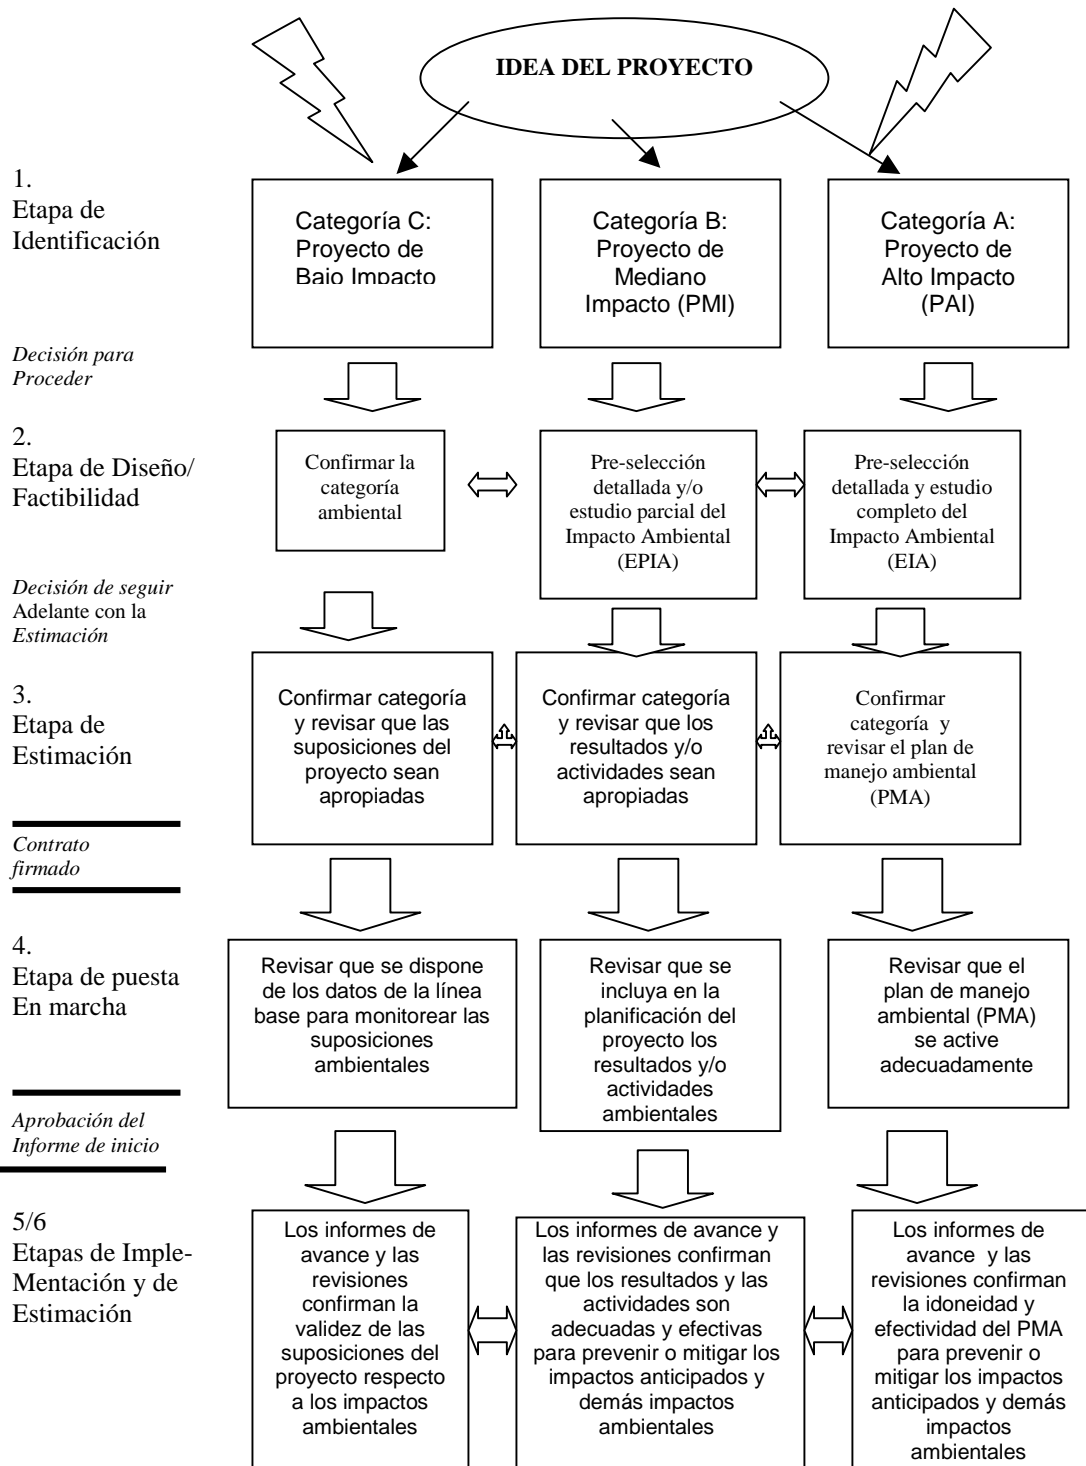 IDEA DEL PROYECTO
1.
Etapa de
Identificación
Categoría C:
Proyecto de
Bajo Impacto
Categoría B:
Proyecto de
Mediano
Impacto (PMI)
Categoría A:
Proyecto de
Alto Impacto
(PAI)
Decisión para
Proceder
2.
Etapa de Diseño/
Factibilidad
Confirmar la
categoría
ambiental
Pre-selección
detallada y/o
estudio parcial del
Impacto Ambiental
(EPIA)
Pre-selección
detallada y estudio
completo del
Impacto Ambiental
(EIA)
Decisión de seguir
Adelante con la
Estimación
3.
Etapa de
Estimación
Confirmar categoría
y revisar que las
suposiciones del
proyecto sean
apropiadas
Confirmar categoría
y revisar que los
resultados y/o
actividades sean
apropiadas
Confirmar
categoría y
revisar el plan de
manejo ambiental
(PMA)
Contrato
firmado
4.
Etapa de puesta
En marcha
Revisar que se dispone
de los datos de la línea
base para monitorear las
suposiciones
ambientales
Revisar que se
incluya en la
planificación del
proyecto los
resultados y/o
actividades
ambientales
Revisar que el
plan de manejo
ambiental (PMA)
se active
adecuadamente
Aprobación del
Informe de inicio
5/6
Etapas de Imple-
Mentación y de
Estimación
Los informes de
avance y las
revisiones
confirman la
validez de las
suposiciones del
proyecto respecto
a los impactos
ambientales
Los informes de avance y
las revisiones confirman
que los resultados y las
actividades son
adecuadas y efectivas
para prevenir o mitigar los
impactos anticipados y
demás impactos
ambientales
Los informes de
avance y las
revisiones confirman
la idoneidad y
efectividad del PMA
para prevenir o
mitigar los impactos
anticipados y demás
impactos
ambientales